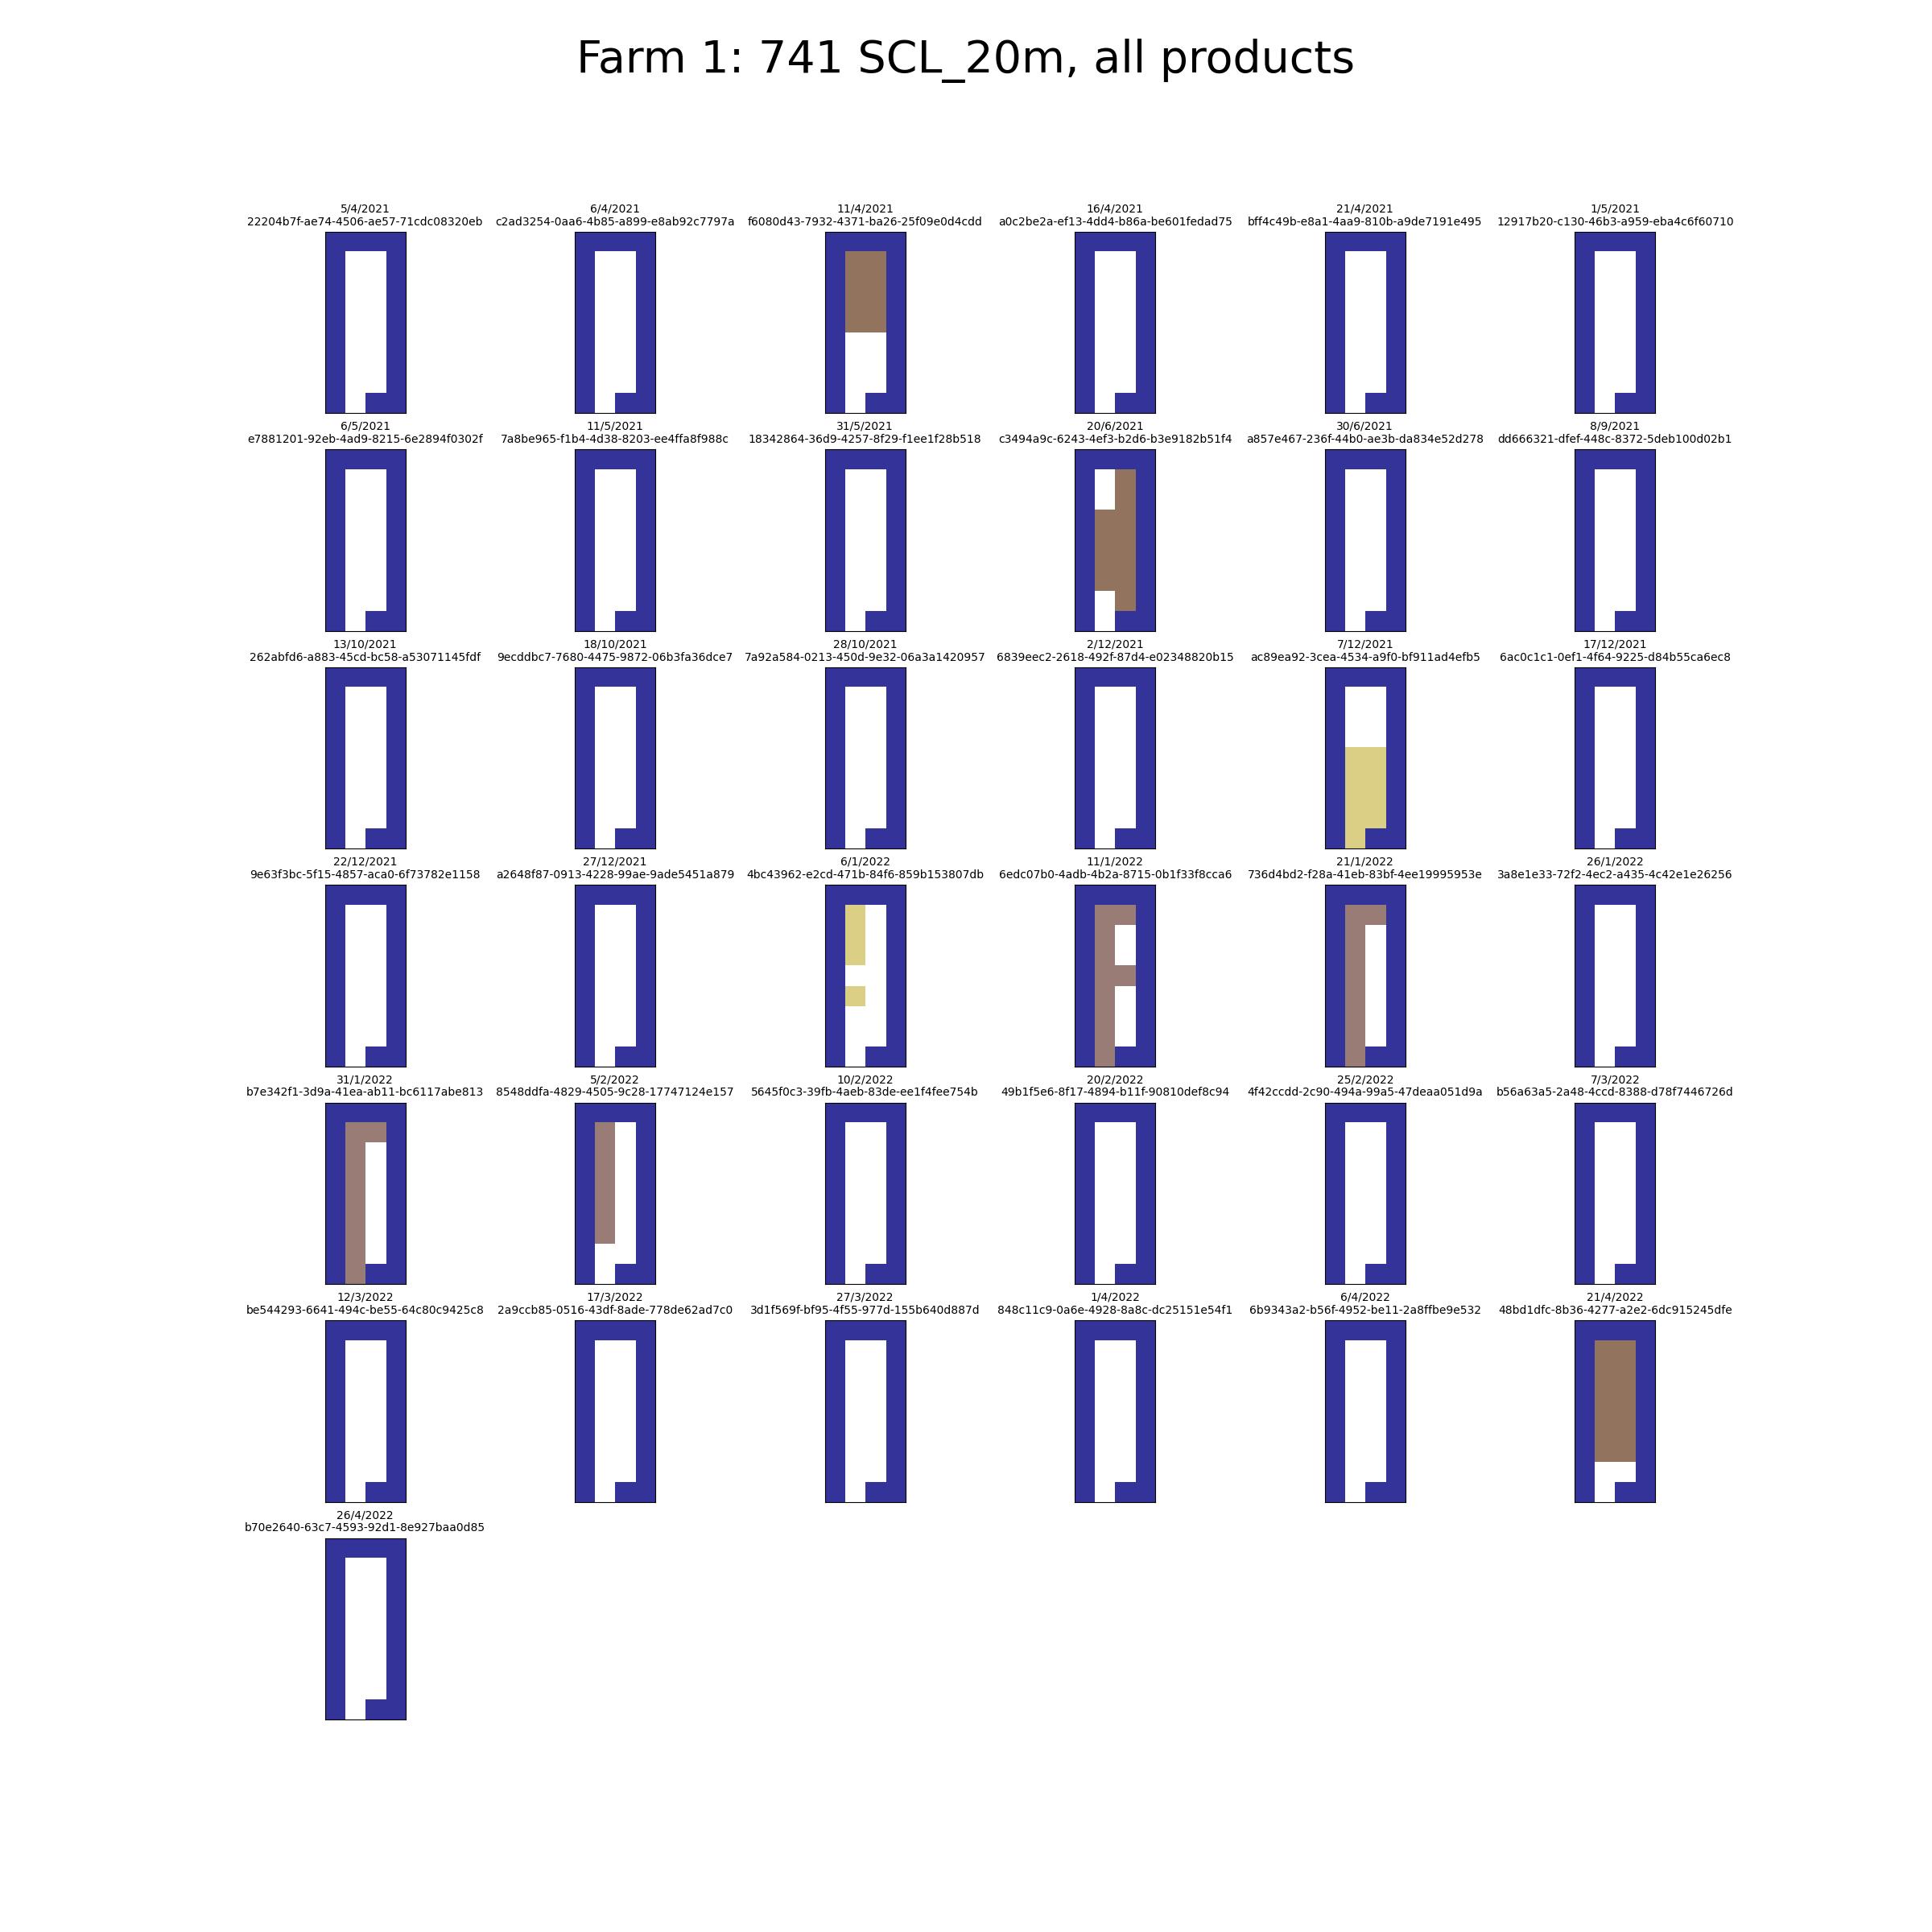 Farm 1: 741 SCL_20m, all products
5/4/2021
22204b7f-ae74-4506-ae57-71cdc08320eb
6/4/2021
c2ad3254-0aa6-4b85-a899-e8ab92c7797a
11/4/2021
f6080d43-7932-4371-ba26-25f09e0d4cdd
16/4/2021
a0c2be2a-ef13-4dd4-b86a-be601fedad75
21/4/2021
bff4c49b-e8a1-4aa9-810b-a9de7191e495
1/5/2021
12917b20-c130-46b3-a959-eba4c6f60710
6/5/2021
e7881201-92eb-4ad9-8215-6e2894f0302f
11/5/2021
7a8be965-f1b4-4d38-8203-ee4ffa8f988c
31/5/2021
18342864-36d9-4257-8f29-f1ee1f28b518
20/6/2021
c3494a9c-6243-4ef3-b2d6-b3e9182b51f4
30/6/2021
a857e467-236f-44b0-ae3b-da834e52d278
8/9/2021
dd666321-dfef-448c-8372-5deb100d02b1
13/10/2021
262abfd6-a883-45cd-bc58-a53071145fdf
18/10/2021
9ecddbc7-7680-4475-9872-06b3fa36dce7
28/10/2021
7a92a584-0213-450d-9e32-06a3a1420957
2/12/2021
6839eec2-2618-492f-87d4-e02348820b15
7/12/2021
ac89ea92-3cea-4534-a9f0-bf911ad4efb5
17/12/2021
6ac0c1c1-0ef1-4f64-9225-d84b55ca6ec8
22/12/2021
9e63f3bc-5f15-4857-aca0-6f73782e1158
27/12/2021
a2648f87-0913-4228-99ae-9ade5451a879
6/1/2022
4bc43962-e2cd-471b-84f6-859b153807db
11/1/2022
6edc07b0-4adb-4b2a-8715-0b1f33f8cca6
21/1/2022
736d4bd2-f28a-41eb-83bf-4ee19995953e
26/1/2022
3a8e1e33-72f2-4ec2-a435-4c42e1e26256
31/1/2022
b7e342f1-3d9a-41ea-ab11-bc6117abe813
5/2/2022
8548ddfa-4829-4505-9c28-17747124e157
10/2/2022
5645f0c3-39fb-4aeb-83de-ee1f4fee754b
20/2/2022
49b1f5e6-8f17-4894-b11f-90810def8c94
25/2/2022
4f42ccdd-2c90-494a-99a5-47deaa051d9a
7/3/2022
b56a63a5-2a48-4ccd-8388-d78f7446726d
12/3/2022
be544293-6641-494c-be55-64c80c9425c8
17/3/2022
2a9ccb85-0516-43df-8ade-778de62ad7c0
27/3/2022
3d1f569f-bf95-4f55-977d-155b640d887d
1/4/2022
848c11c9-0a6e-4928-8a8c-dc25151e54f1
6/4/2022
6b9343a2-b56f-4952-be11-2a8ffbe9e532
21/4/2022
48bd1dfc-8b36-4277-a2e2-6dc915245dfe
26/4/2022
b70e2640-63c7-4593-92d1-8e927baa0d85